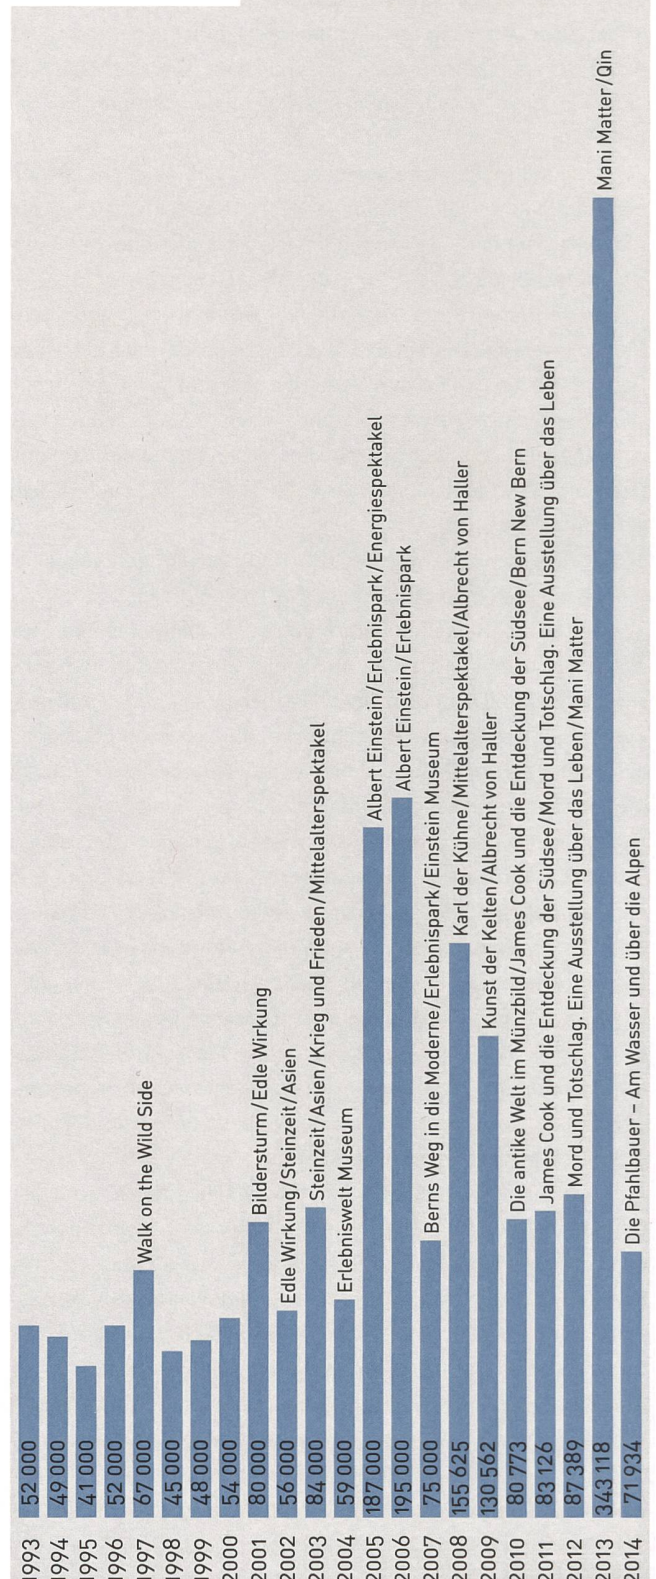 1993 52 000
1994 49 000
1995 41 000
1996 52 000
1997 67 000 Walk on the Wild Side
1998 45 000
1999 48 000
2000 54 000
2001 80 000 Bildersturm/Edle Wirkung
2002 56 000 Edle Wirkung/Steinzeit/Asien
2003 84 000 Steinzeit/Asien/Krieg und Frieden/Mittelalterspektakel
2004 59 000 Erlebniswelt Museum
2005 187 000 Albert Einstein/Erlebnispark/Energiespektakel
2006 195 000 Albert Einstein/Erlebnispark
2007 75 000 Berns Weg in die Moderne/Erlebnispark/Einstein Museum
2008 155 625 Karl der Kühne/Mittelalterspektakel/Albrecht von Haller
2009 130 562 Kunst der Kelten/Albrecht von Haller
2010 80 773 Die antike Welt im Münzbild/James Cook und die Entdeckung der Südsee/Bern New Bern
2011 83 126 James Cook und die Entdeckung der Südsee/Mord und Totschlag. Eine Ausstellung über das Leben
2012 87 389 Mord und Totschlag. Eine Ausstellung über das Leben/Mani Matter
2013 343 118 Mani Matter/Qin
2014 71 934 Die Pfahlbauer – Am Wasser und über die Alpen